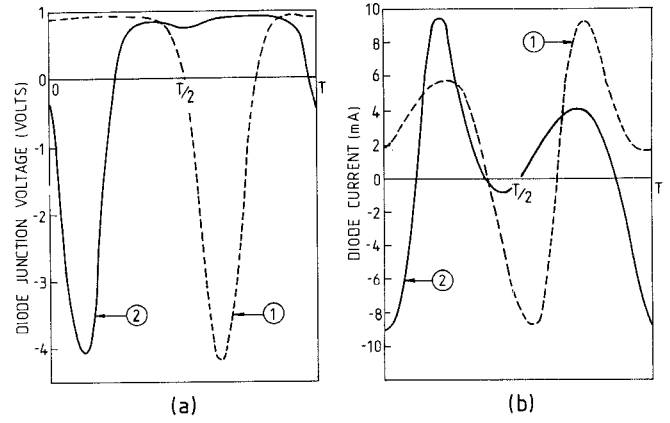 DIODE JUNCTION VOLTAGE (VOLTS)
1
0
-1
-2
-3
-4
0
T/2
T
2
1
(a)
DIODE CURRENT (mA)
10
8
6
4
2
0
-2
-4
-6
-8
-10
T/2
T
1
2
(b)